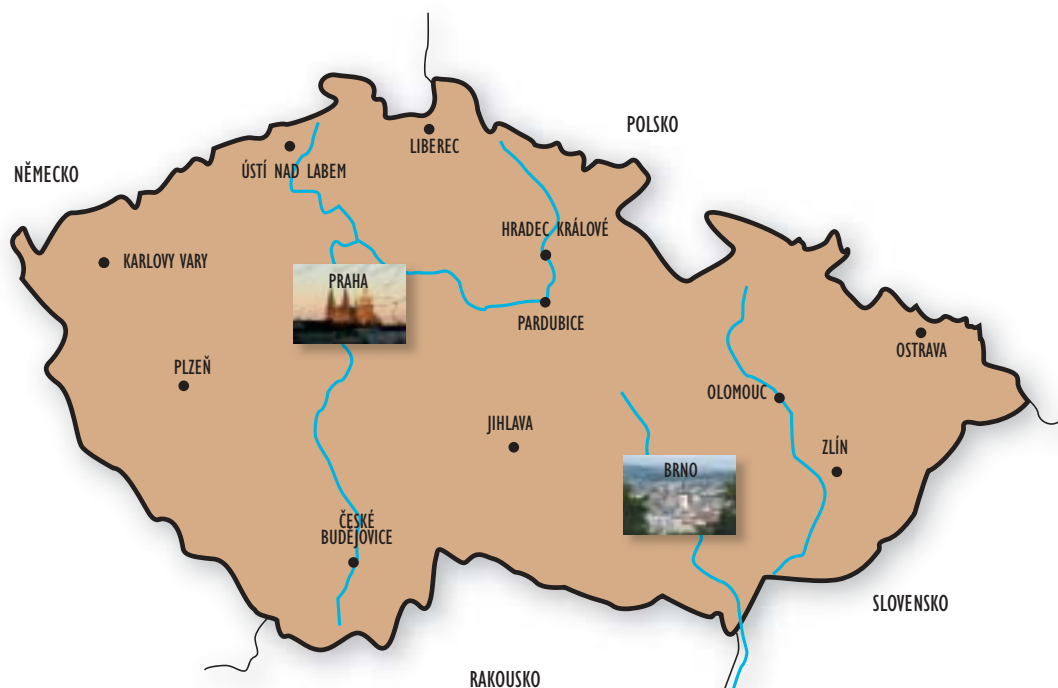 POLSKO
LIBEREC
NĚMECKO
ÚSTÍ NAD LABEM
HRADEC KRÁLOVÉ
KARLOVY VARY
PRAHA
PARDUBICE
OSTRAVA
PLZEŇ
OLOMOUC
JIHLAVA
ZLÍN
BRNO
ČESKÉ
BUDĚJOVICE
SLOVENSKO
RAKOUSKO